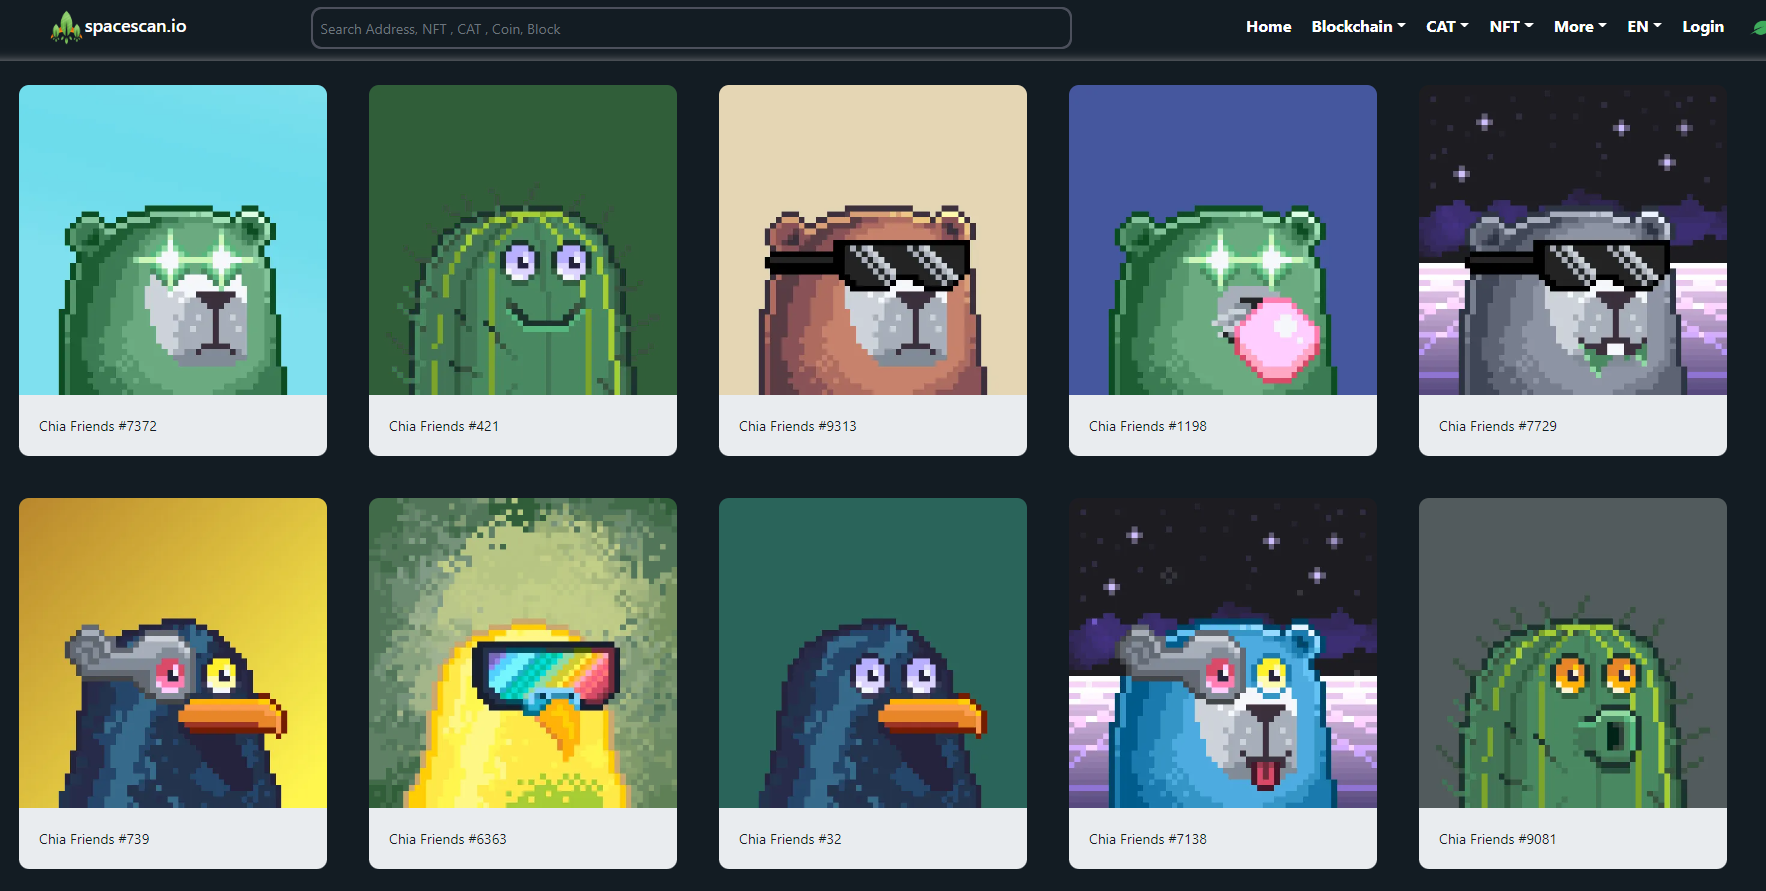 spacescan.io
Search Address, NFT , CAT , Coin, Block
Home Blockchain CAT NFT More EN Login
Chia Friends #7372
Chia Friends #421
Chia Friends #9313
Chia Friends #1198
Chia Friends #7729
Chia Friends #739
Chia Friends #6363
Chia Friends #32
Chia Friends #7138
Chia Friends #9081